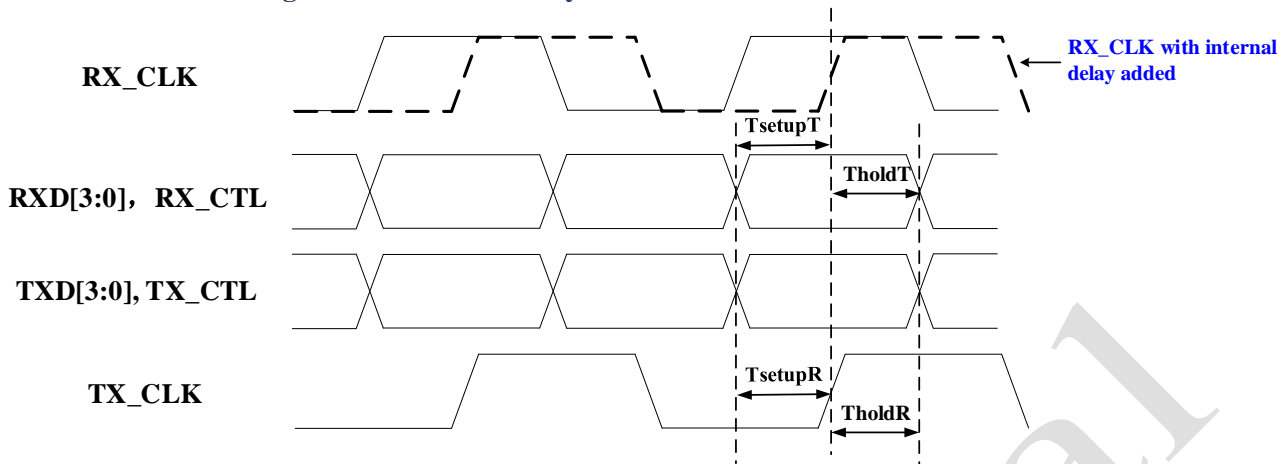 RX_CLK
RX_CLK with internal
delay added
TsetupT
TholdT
RXD[3:0]，RX_CTL
TXD[3:0], TX_CTL
TsetupR
TX_CLK
TholdR